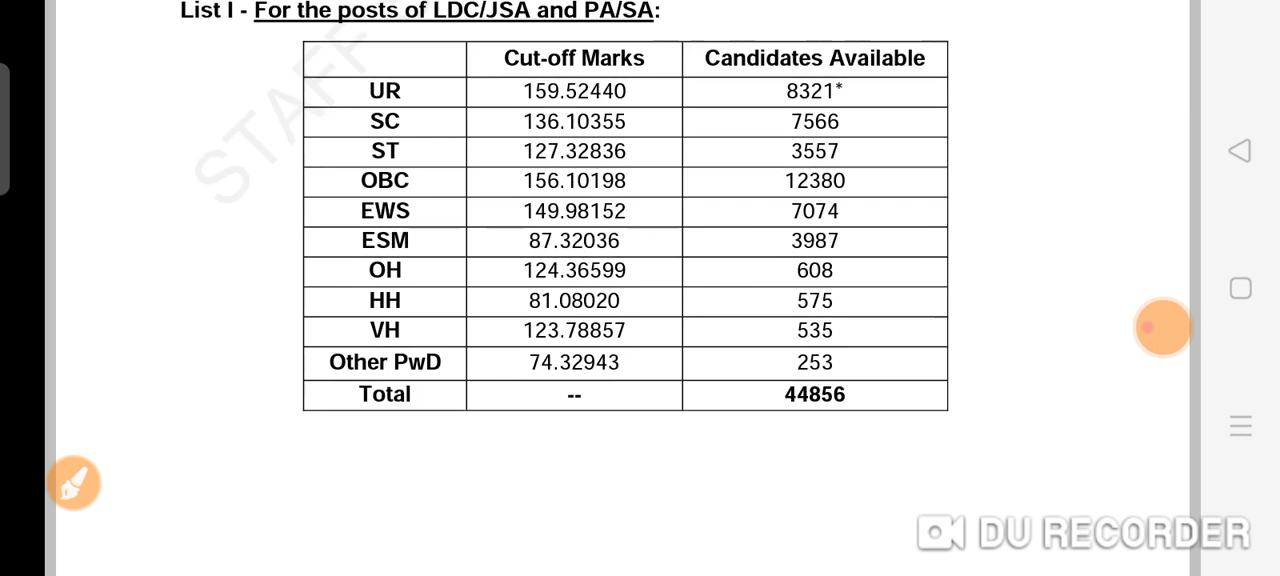 List I - For the posts of LDC/JSA and PA/SA:
Cut-off Marks Candidates Available
UR 159.52440 8321*
SC 136.10355 7566
ST 127.32836 3557
OBC 156.10198 12380
EWS 149.98152 7074
ESM 87.32036 3987
OH 124.36599 608
HH 81.08020 575
VH 123.78857 535
Other PwD 74.32943 253
Total -- 44856
STAFF
DU RECORDER